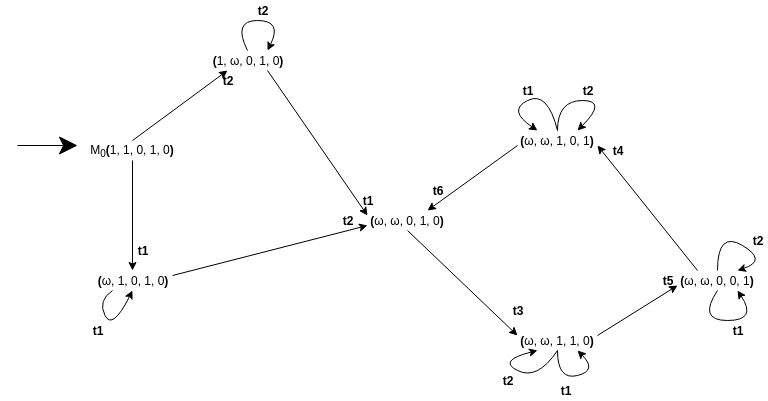 t2
(1, ω, 0, 1, 0)
t2
t1
t2
(ω, ω, 1, 0, 1)
M0(1, 1, 0, 1, 0)
t4
t6
t1
t2
(ω, ω, 0, 1, 0)
t1
t2
(ω, 1, 0, 1, 0)
t5
(ω, ω, 0, 0, 1)
t3
t1
t1
(ω, ω, 1, 1, 0)
t2
t1